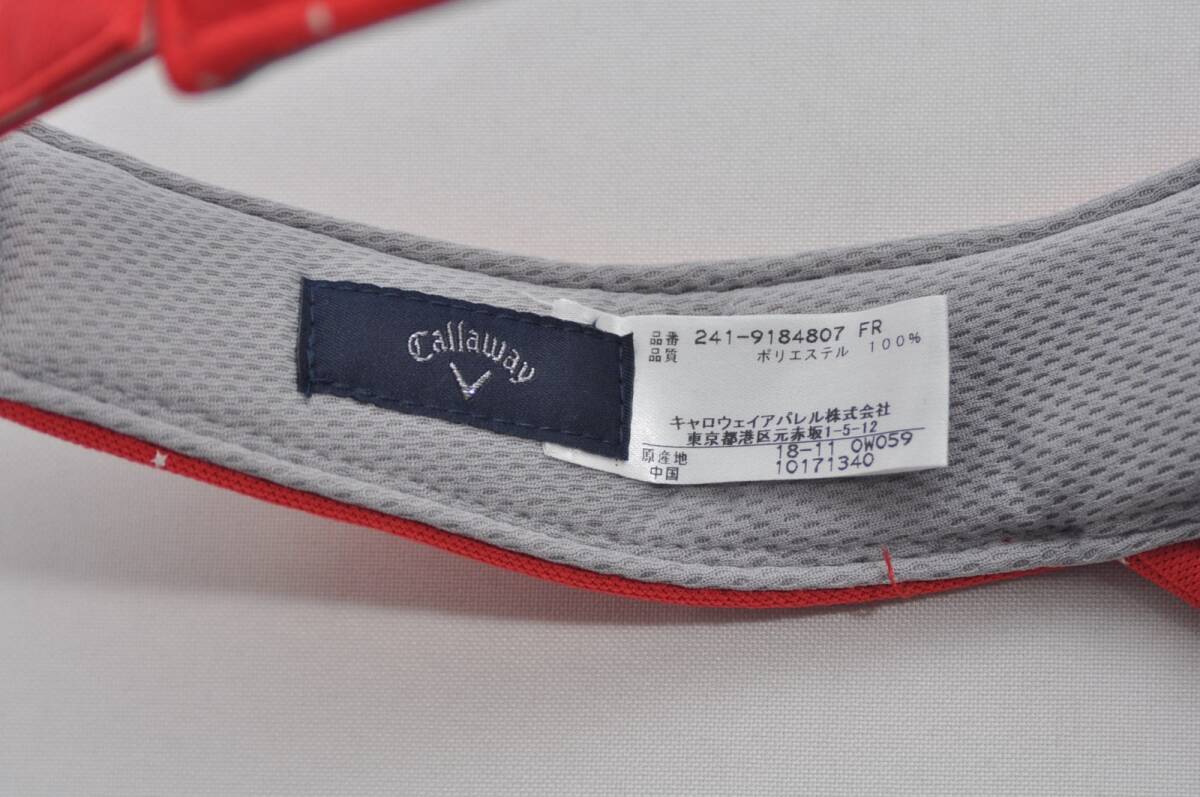 Callaway
品番 241-9184807 FR
品質 ポリエステル 100%
キャロウェイアパレル株式会社
東京都港区元赤坂1-5-12
原産地 18-11 0W059
中国 10171340